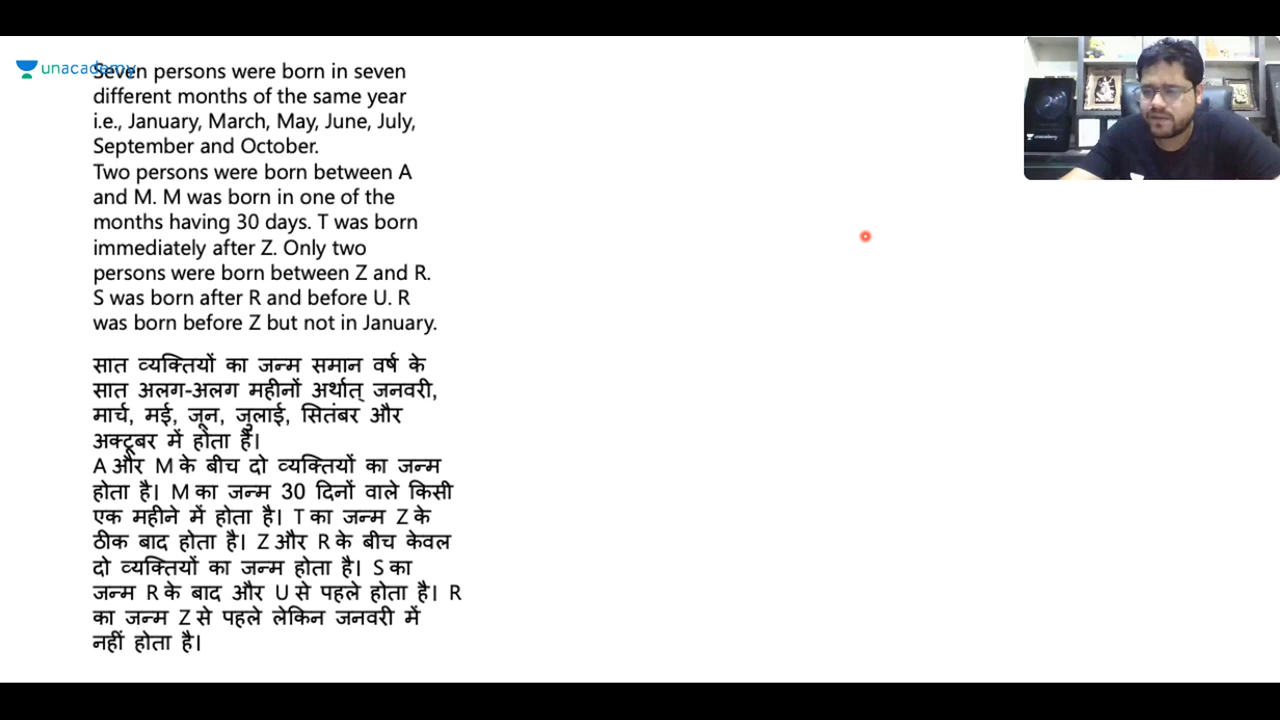 unacademy
Seven persons were born in seven
different months of the same year
i.e., January, March, May, June, July,
September and October.
Two persons were born between A
and M. M was born in one of the
months having 30 days. T was born
immediately after Z. Only two
persons were born between Z and R.
S was born after R and before U. R
was born before Z but not in January.
सात व्यक्तियों का जन्म समान वर्ष के
सात अलग-अलग महीनों अर्थात् जनवरी,
मार्च, मई, जून, जुलाई, सितंबर और
अक्टूबर में होता है।
A और M के बीच दो व्यक्तियों का जन्म
होता है। M का जन्म 30 दिनों वाले किसी
एक महीने में होता है। T का जन्म Z के
ठीक बाद होता है। Z और R के बीच केवल
दो व्यक्तियों का जन्म होता है। S का
जन्म R के बाद और U से पहले होता है। R
का जन्म Z से पहले लेकिन जनवरी में
नहीं होता है।
unacademy